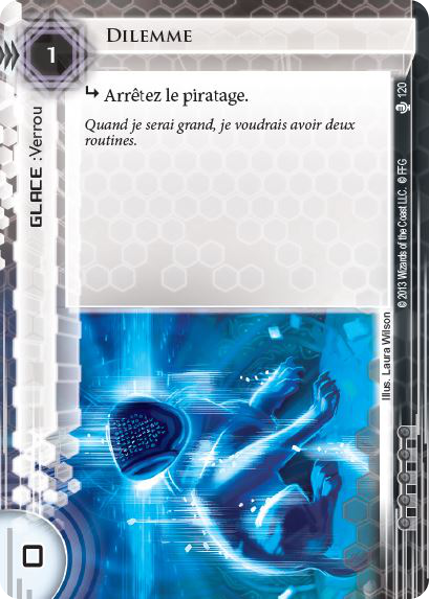 1
Dilemme
↳ Arrêtez le piratage.
Quand je serai grand, je voudrais avoir deux
routines.
GLACE : Verrou
120
© 2013 Wizards of the Coast LLC. © FFG
Illus. Laura Wilson
0